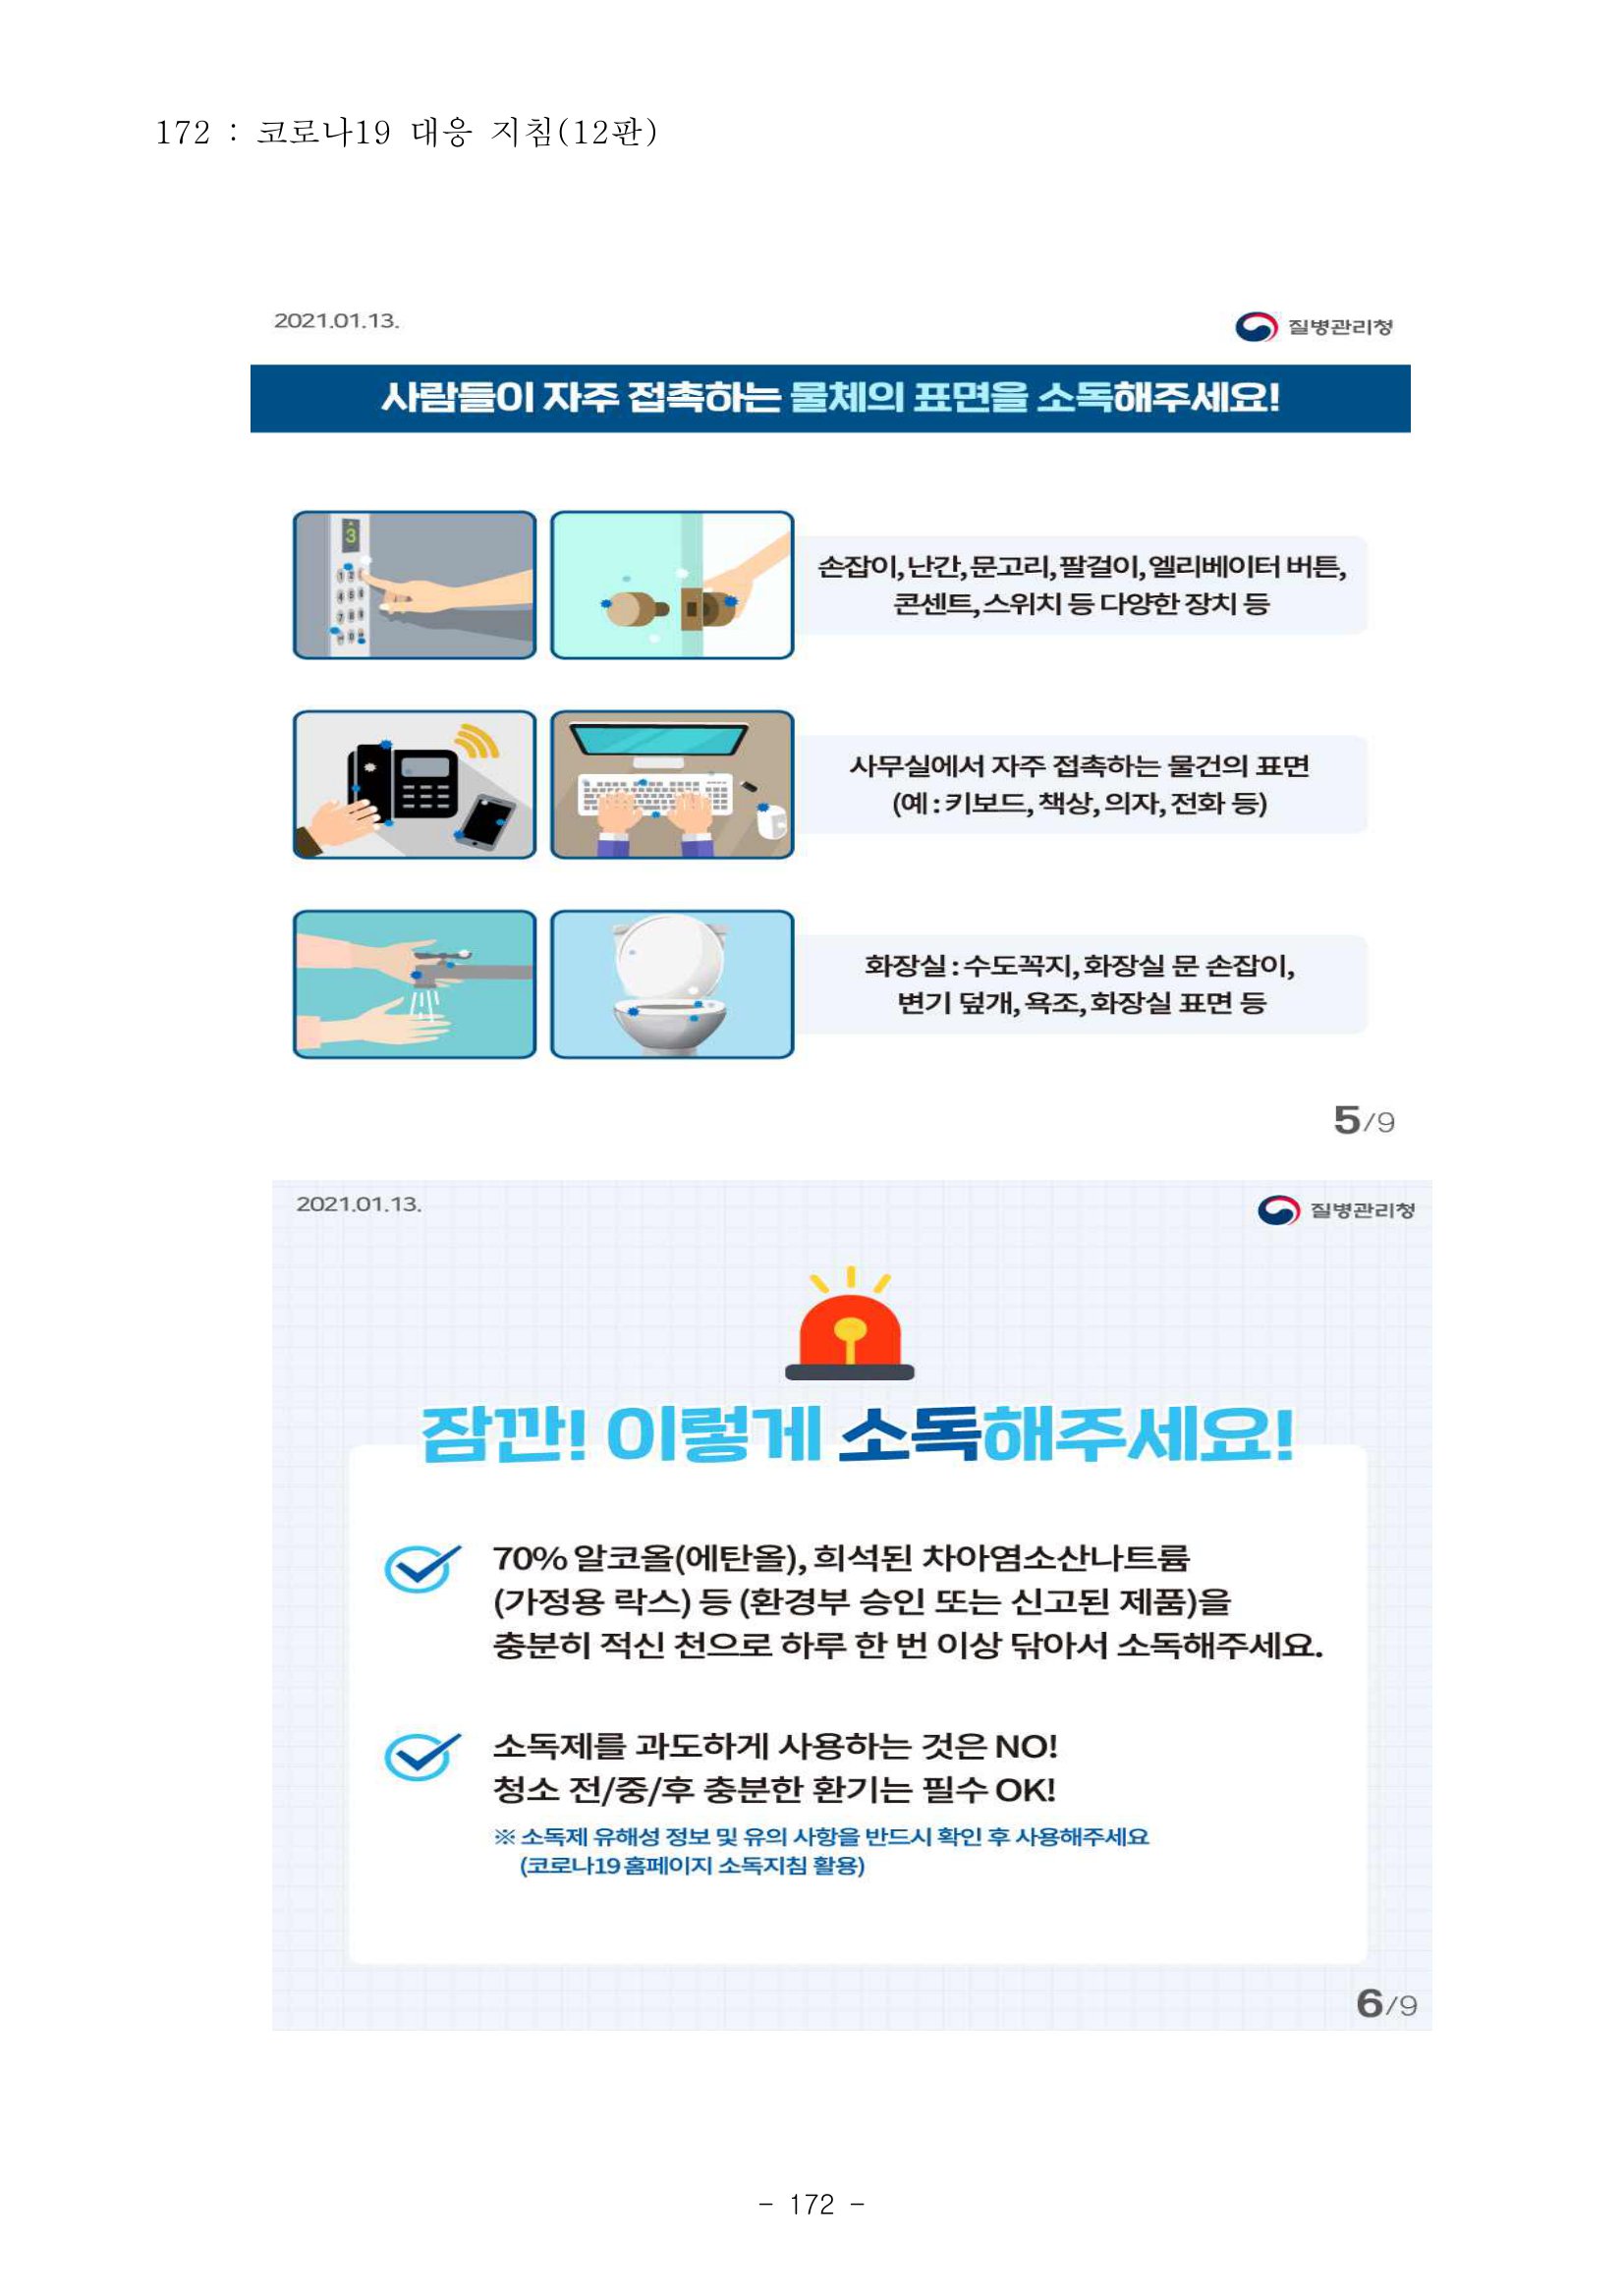 172 : 코로나19 대응 지침(12판)
2021.01.13.
질병관리청
사람들이 자주 접촉하는 물체의 표면을 소독해주세요!
손잡이, 난간, 문고리, 팔걸이, 엘리베이터 버튼,
콘센트, 스위치 등 다양한 장치 등
사무실에서 자주 접촉하는 물건의 표면
(예 : 키보드, 책상, 의자, 전화 등)
화장실 : 수도꼭지, 화장실 문 손잡이,
변기 덮개, 욕조, 화장실 표면 등
5/9
2021.01.13.
질병관리청
잠깐! 이렇게 소독해주세요!
70% 알코올(에탄올), 희석된 차아염소산나트륨
(가정용 락스) 등 (환경부 승인 또는 신고된 제품)을
충분히 적신 천으로 하루 한 번 이상 닦아서 소독해주세요.
소독제를 과도하게 사용하는 것은 NO!
청소 전/중/후 충분한 환기는 필수 OK!
※ 소독제 유해성 정보 및 유의 사항을 반드시 확인 후 사용해주세요
(코로나19 홈페이지 소독지침 활용)
6/9
- 172 -